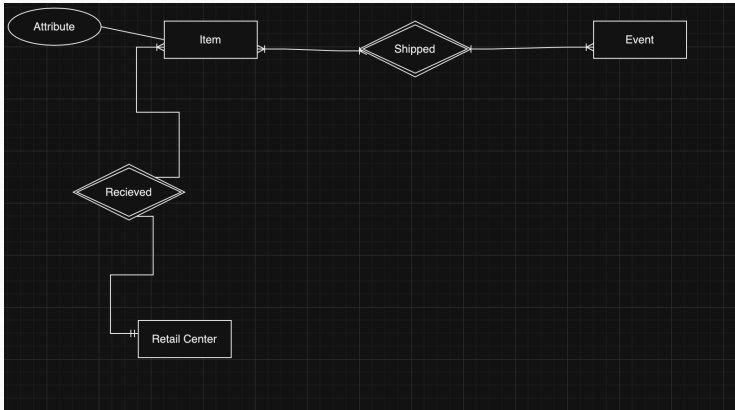 Attribute
Item
Shipped
Event
Recieved
Retail Center